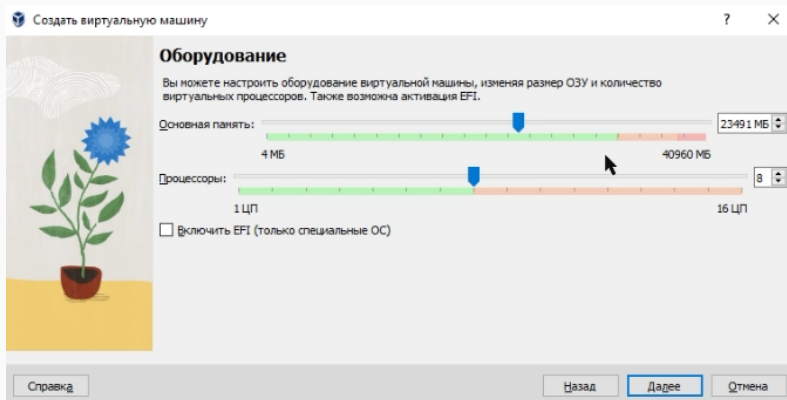 Создать виртуальную машину
Оборудование
Вы можете настроить оборудование виртуальной машины, изменяя размер ОЗУ и количество
виртуальных процессоров. Также возможна активация EFI.
Основная память:
23491 МБ
4 МБ
40960 МБ
Процессоры:
8
1 ЦП
16 ЦП
Включить EFI (только специальные ОС)
Справка
Назад
Далее
Отмена